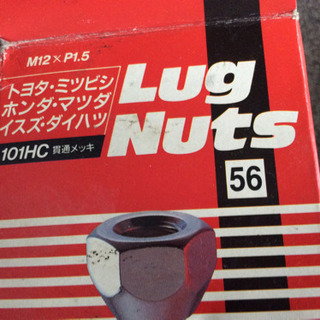 M12×P1.5
トヨタ・ミツビシ
ホンダ・マツダ
イスズ・ダイハツ
101HC 貫通メッキ
Lug
Nuts
56